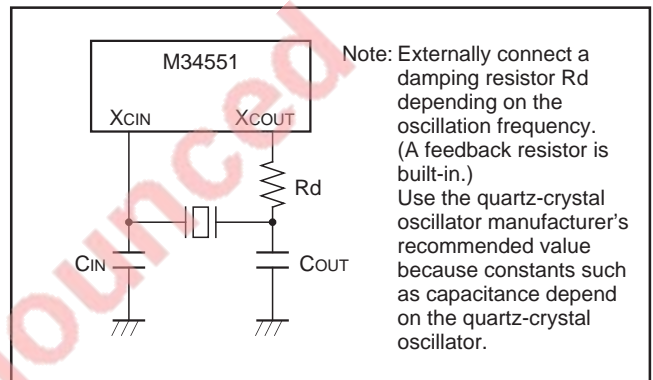 M34551
XCIN
XCOUT
Rd
CIN
COUT
Note: Externally connect a
damping resistor Rd
depending on the
oscillation frequency.
(A feedback resistor is
built-in.)
Use the quartz-crystal
oscillator manufacturer’s
recommended value
because constants such
as capacitance depend
on the quartz-crystal
oscillator.
ounced